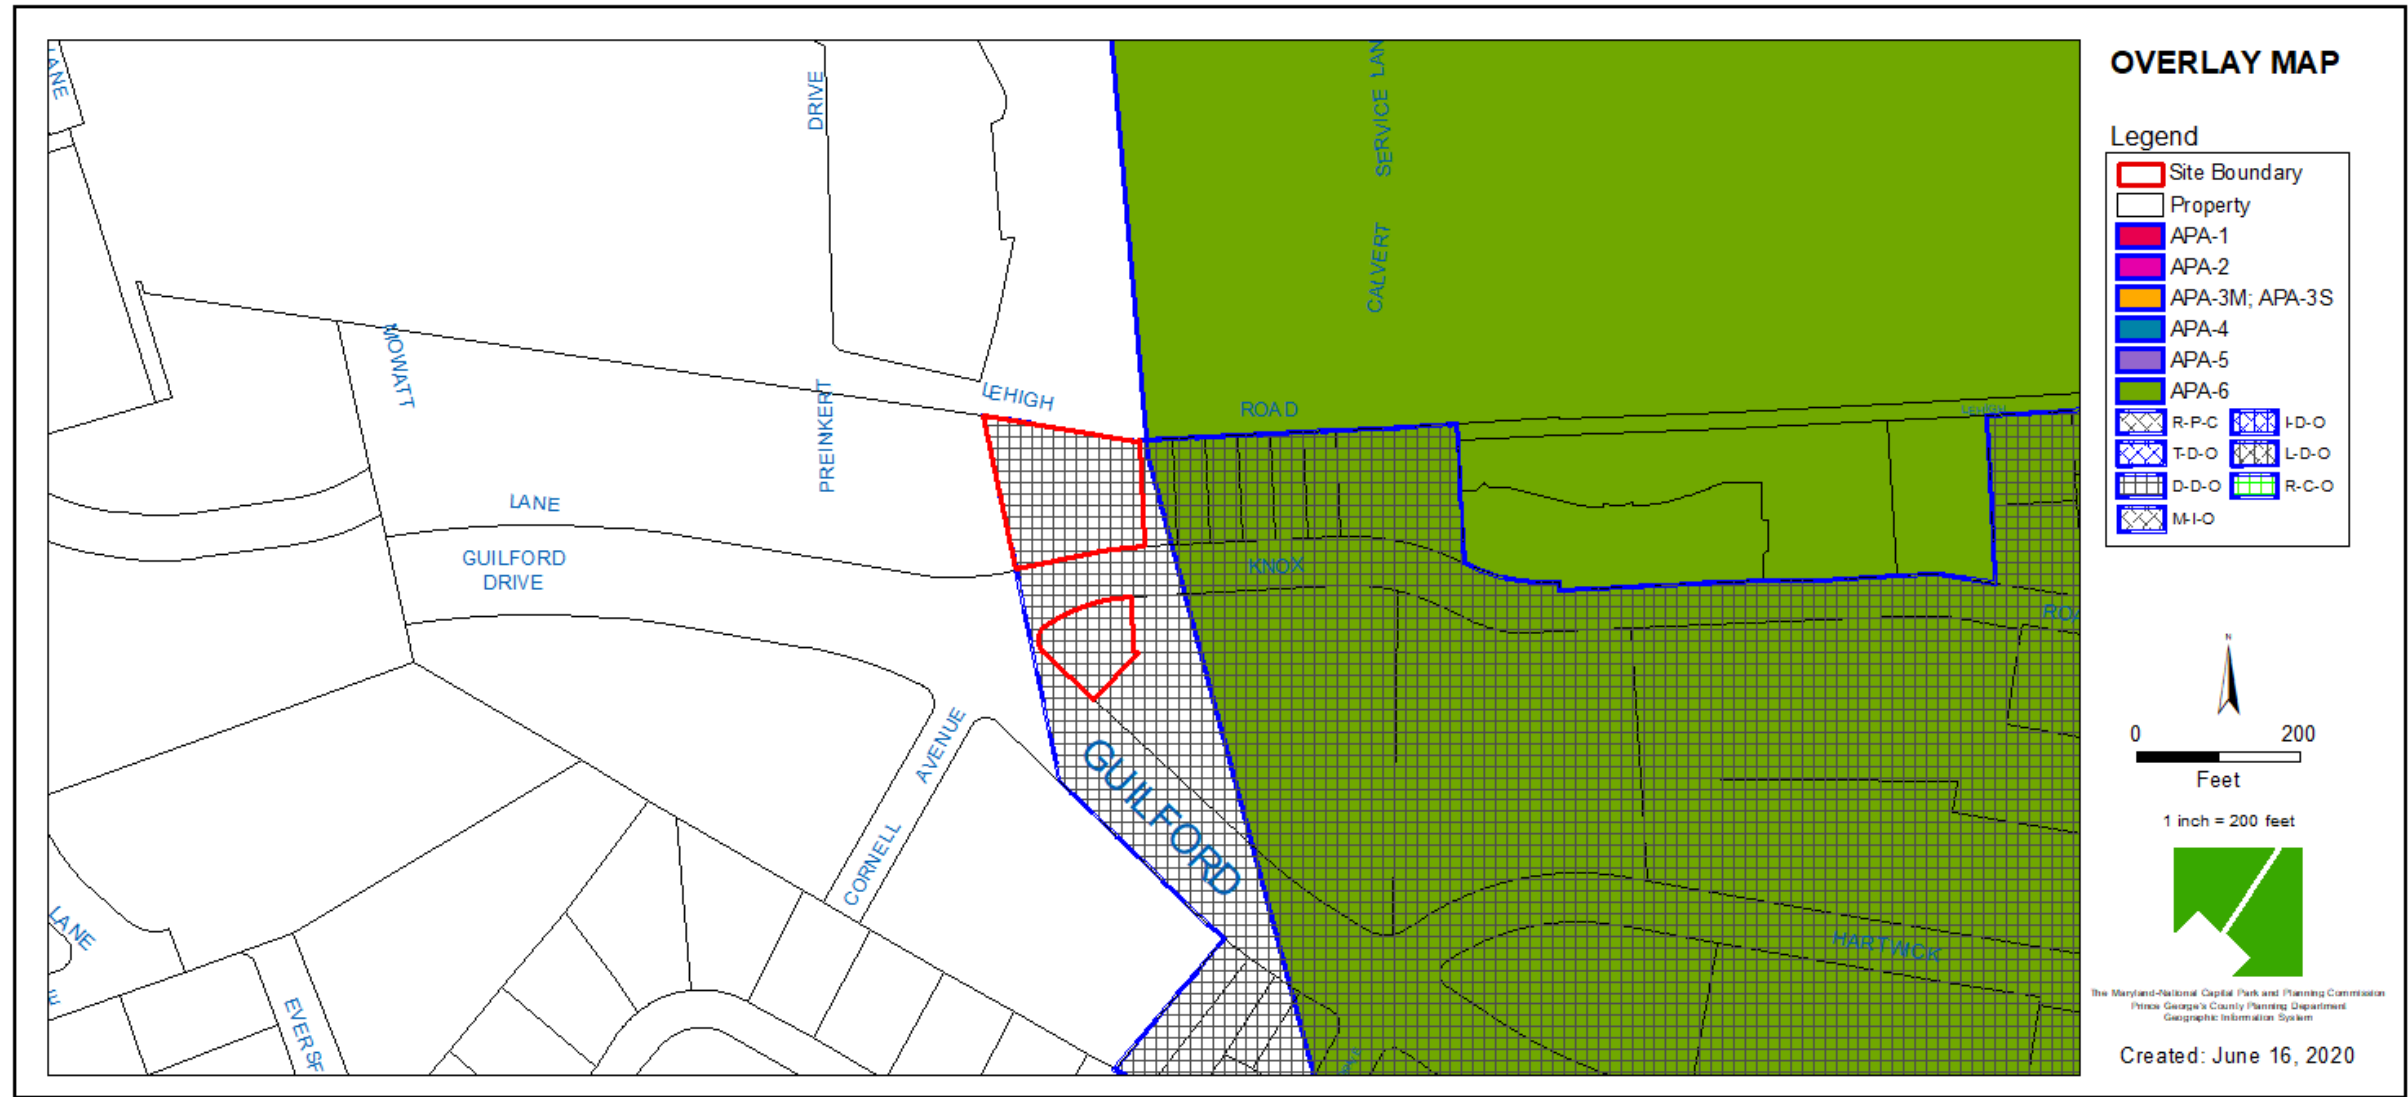 OVERLAY MAP
Legend
Site Boundary
Property
APA-1
APA-2
APA-3M; APA-3S
APA-4
APA-5
APA-6
R-P-C
I-D-O
T-D-O
L-D-O
D-D-O
R-C-O
M-I-O
N
0 200
Feet
1 inch = 200 feet
The Maryland-National Capital Park and Planning Commission
Prince George's County Planning Department
Geographic Information System
Created: June 16, 2020
LANE
DRIVE
CALVERT SERVICE LAN
MOWATT
PREINKERT
LEHIGH
ROAD
LEHIGH
LANE
GUILFORD
DRIVE
KNOX
ROA
AVENUE
CORNELL
GUILFORD
HARTWICK
LANE
EVERSF